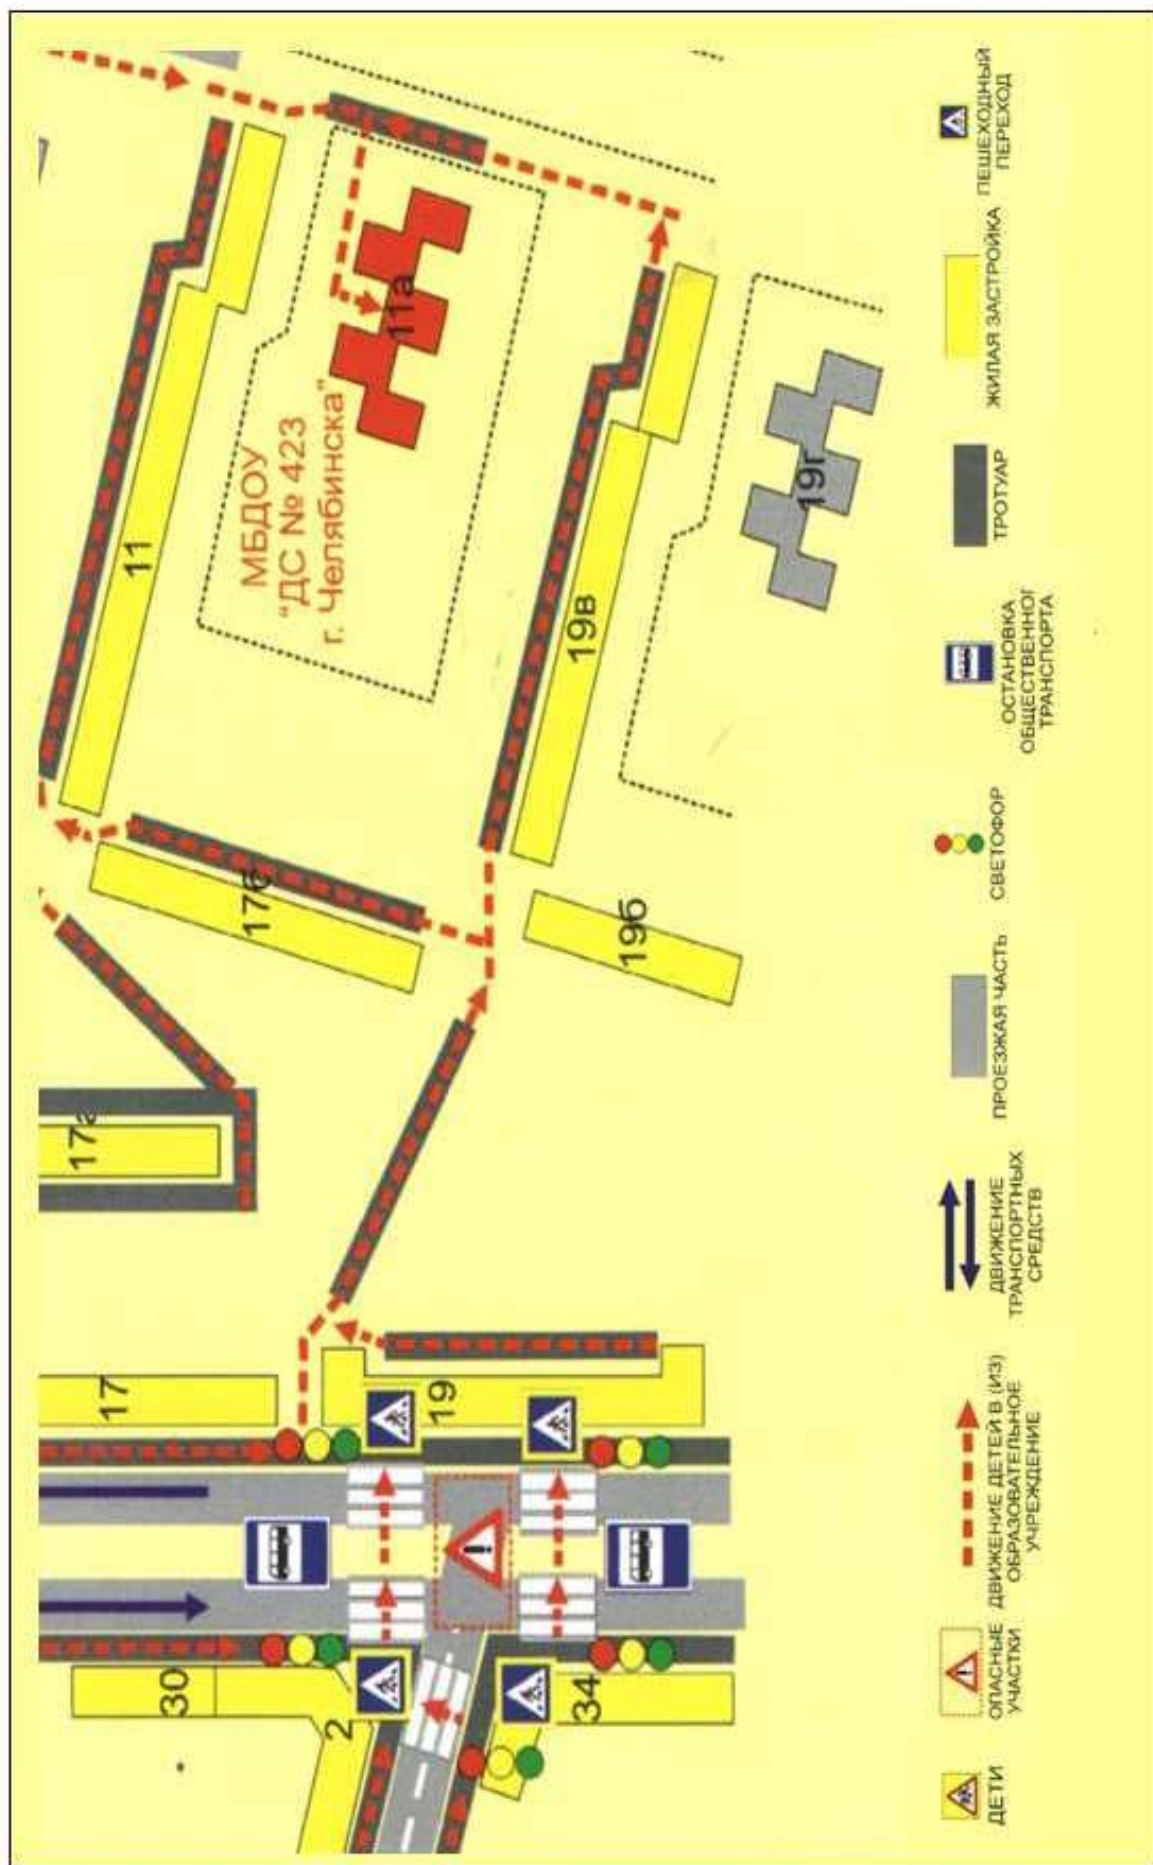 17а
17
11
30
17б
МБДОУ
"ДС № 423
г. Челябинска"
2
11а
19
34
19в
19б
19г
ДЕТИ
ОПАСНЫЕ
УЧАСТКИ
ДВИЖЕНИЕ ДЕТЕЙ В (ИЗ)
ОБРАЗОВАТЕЛЬНОЕ
УЧРЕЖДЕНИЕ
ДВИЖЕНИЕ
ТРАНСПОРТНЫХ
СРЕДСТВ
ПРОЕЗЖАЯ ЧАСТЬ
СВЕТОФОР
ОСТАНОВКА
ОБЩЕСТВЕННОГ
ТРАНСПОРТА
ТРОТУАР
ЖИЛАЯ ЗАСТРОЙКА
ПЕШЕХОДНЫЙ
ПЕРЕХОД